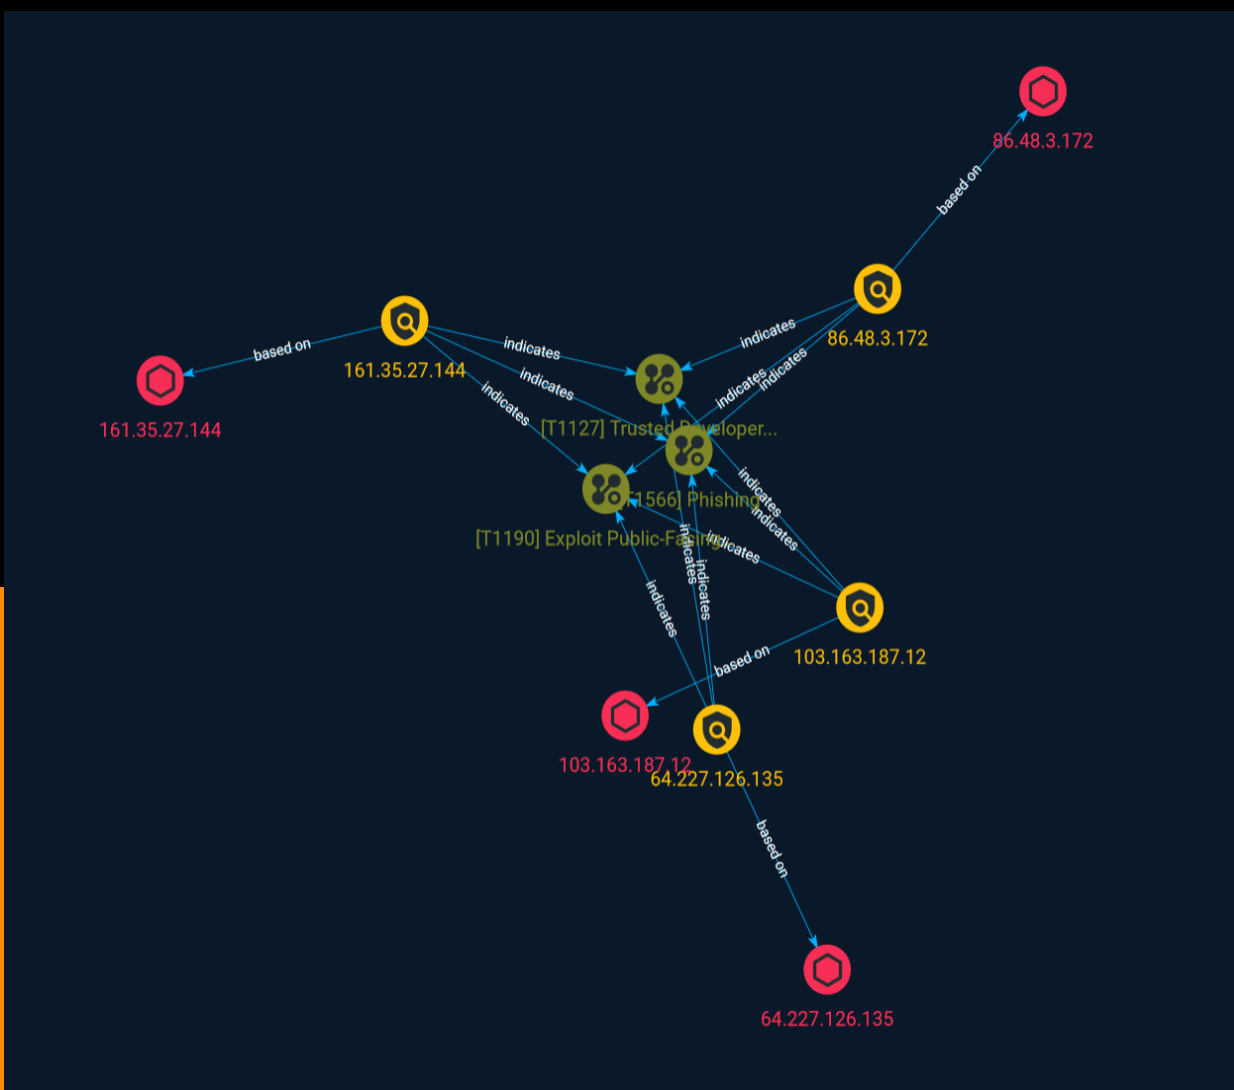 86.48.3.172
based on
86.48.3.172
161.35.27.144
based on
161.35.27.144
indicates
indicates
indicates
indicates
indicates
indicates
[T1127] Trusted Developer...
[T1566] Phishing
[T1190] Exploit Public-Facing...
indicates
indicates
indicates
indicates
indicates
indicates
103.163.187.12
based on
103.163.187.12
64.227.126.135
based on
64.227.126.135